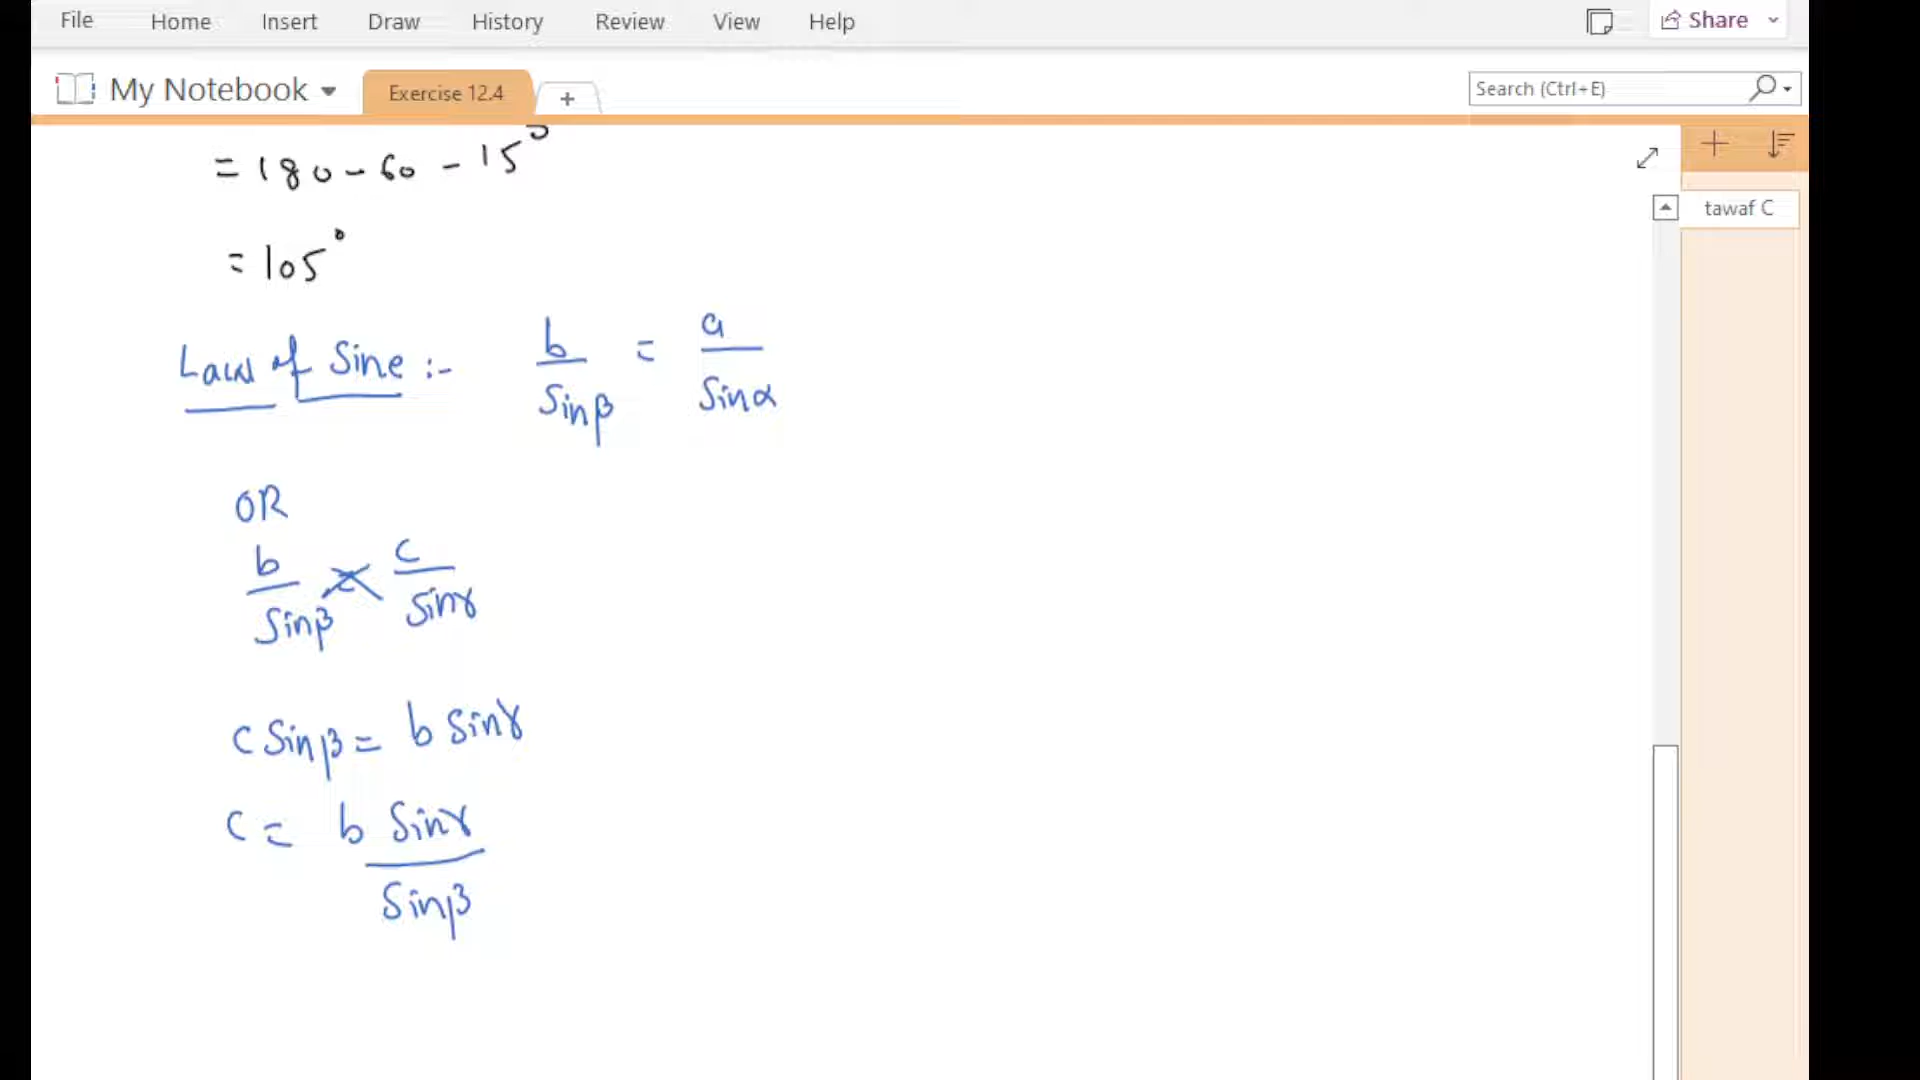 File Home Insert Draw History Review View Help Share
My Notebook Exercise 12.4 + Search (Ctrl+E)
= 180 - 60 - 15°
= 105°
tawaf C
Law of Sine :- b/Sinβ = a/Sinα
OR
b/Sinβ = c/Sinγ
c Sinβ = b Sinγ
c = b Sinγ/Sinβ